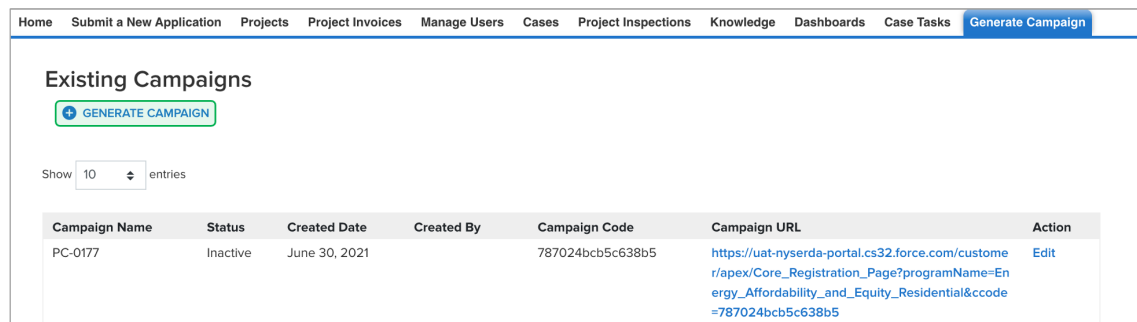 Home Submit a New Application Projects Project Invoices Manage Users Cases Project Inspections Knowledge Dashboards Case Tasks Generate Campaign
Existing Campaigns
GENERATE CAMPAIGN
Show 10 entries
Campaign Name Status Created Date Created By Campaign Code Campaign URL Action
PC-0177 Inactive June 30, 2021 787024bcb5c638b5 https://uat-nyserda-portal.cs32.force.com/custome Edit
r/apex/Core_Registration_Page?programName=En
ergy_Affordability_and_Equity_Residential&ccode
=787024bcb5c638b5